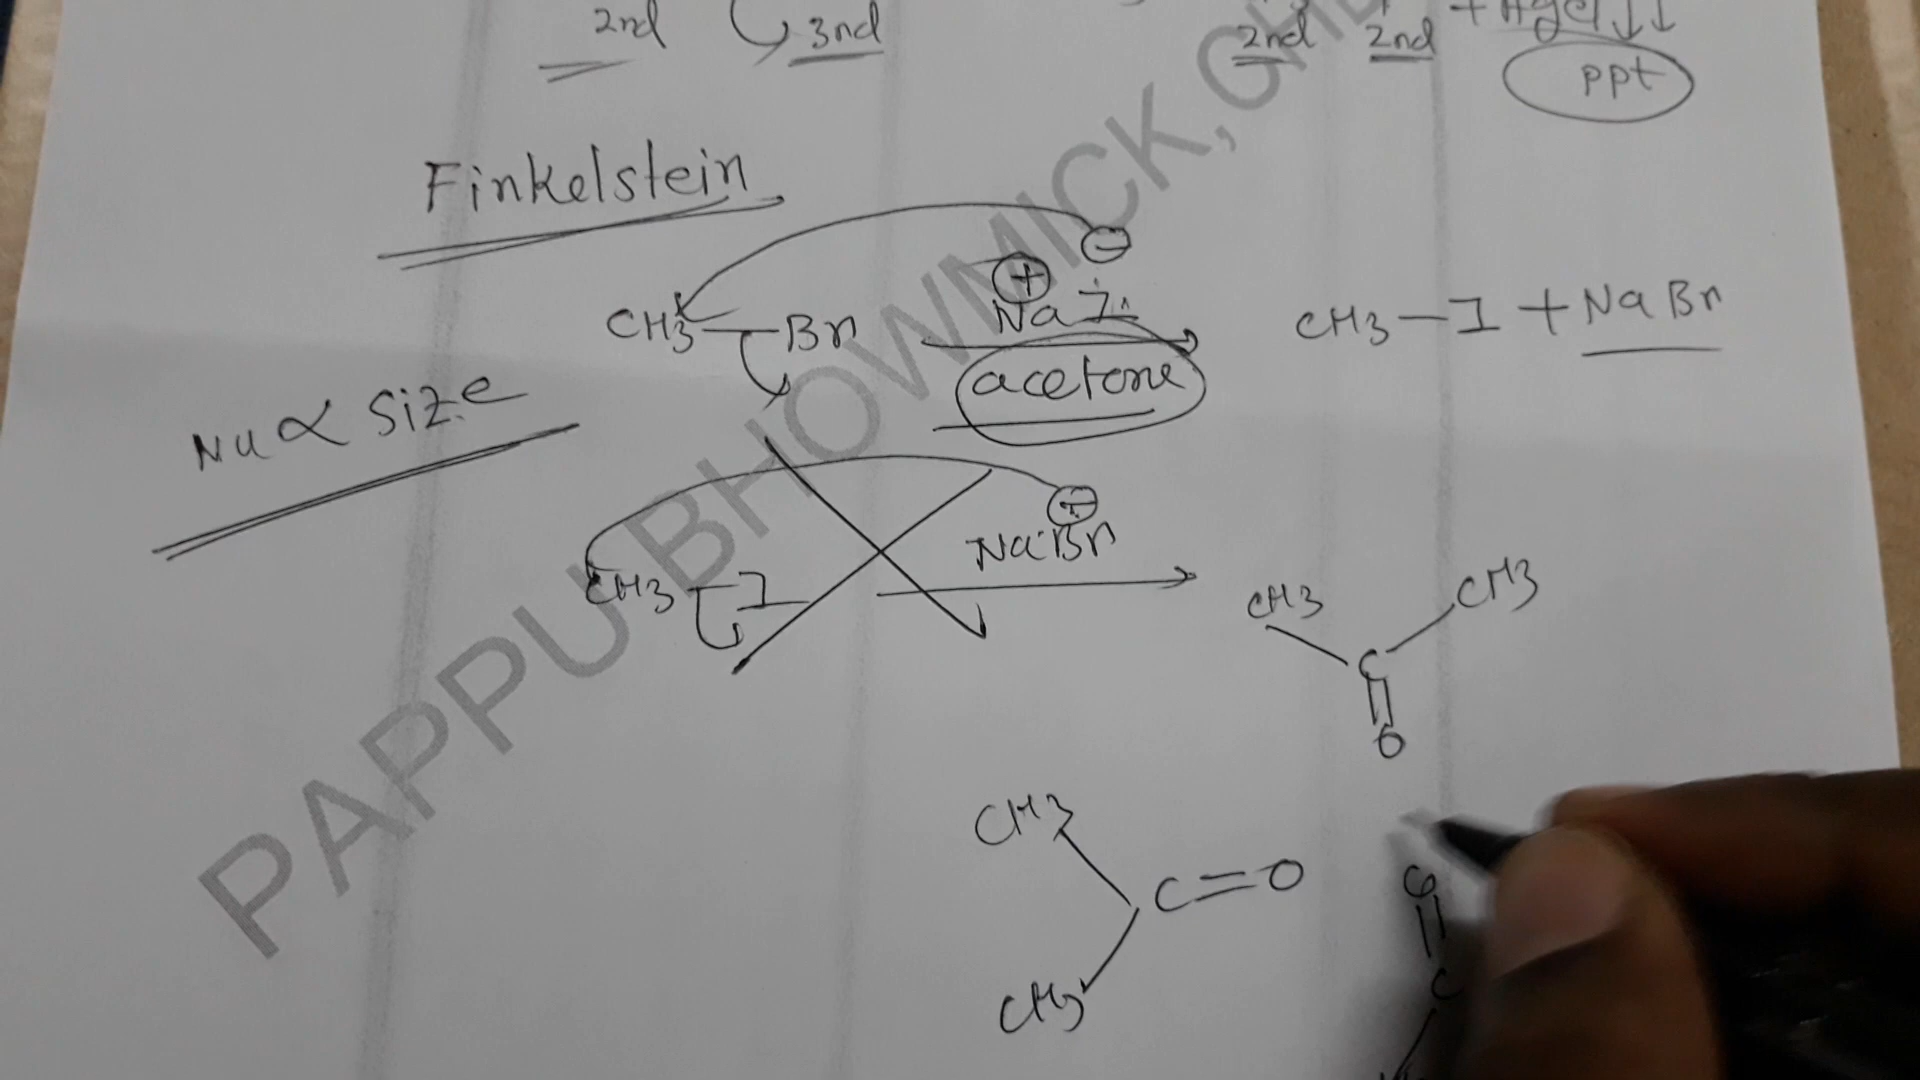 2nd 3nd 2nd 2nd + Hgcl ↓↓
ppt
Finkelstein
⊕ ⊖
CH3 — Br NaI CH3 — I + NaBr
acetone
Nu ∝ size
CH3 — I NaBr
CH3 CH3
C
O
CH3
C = O
CH3
O
C
PAPPU BHOWMICK,